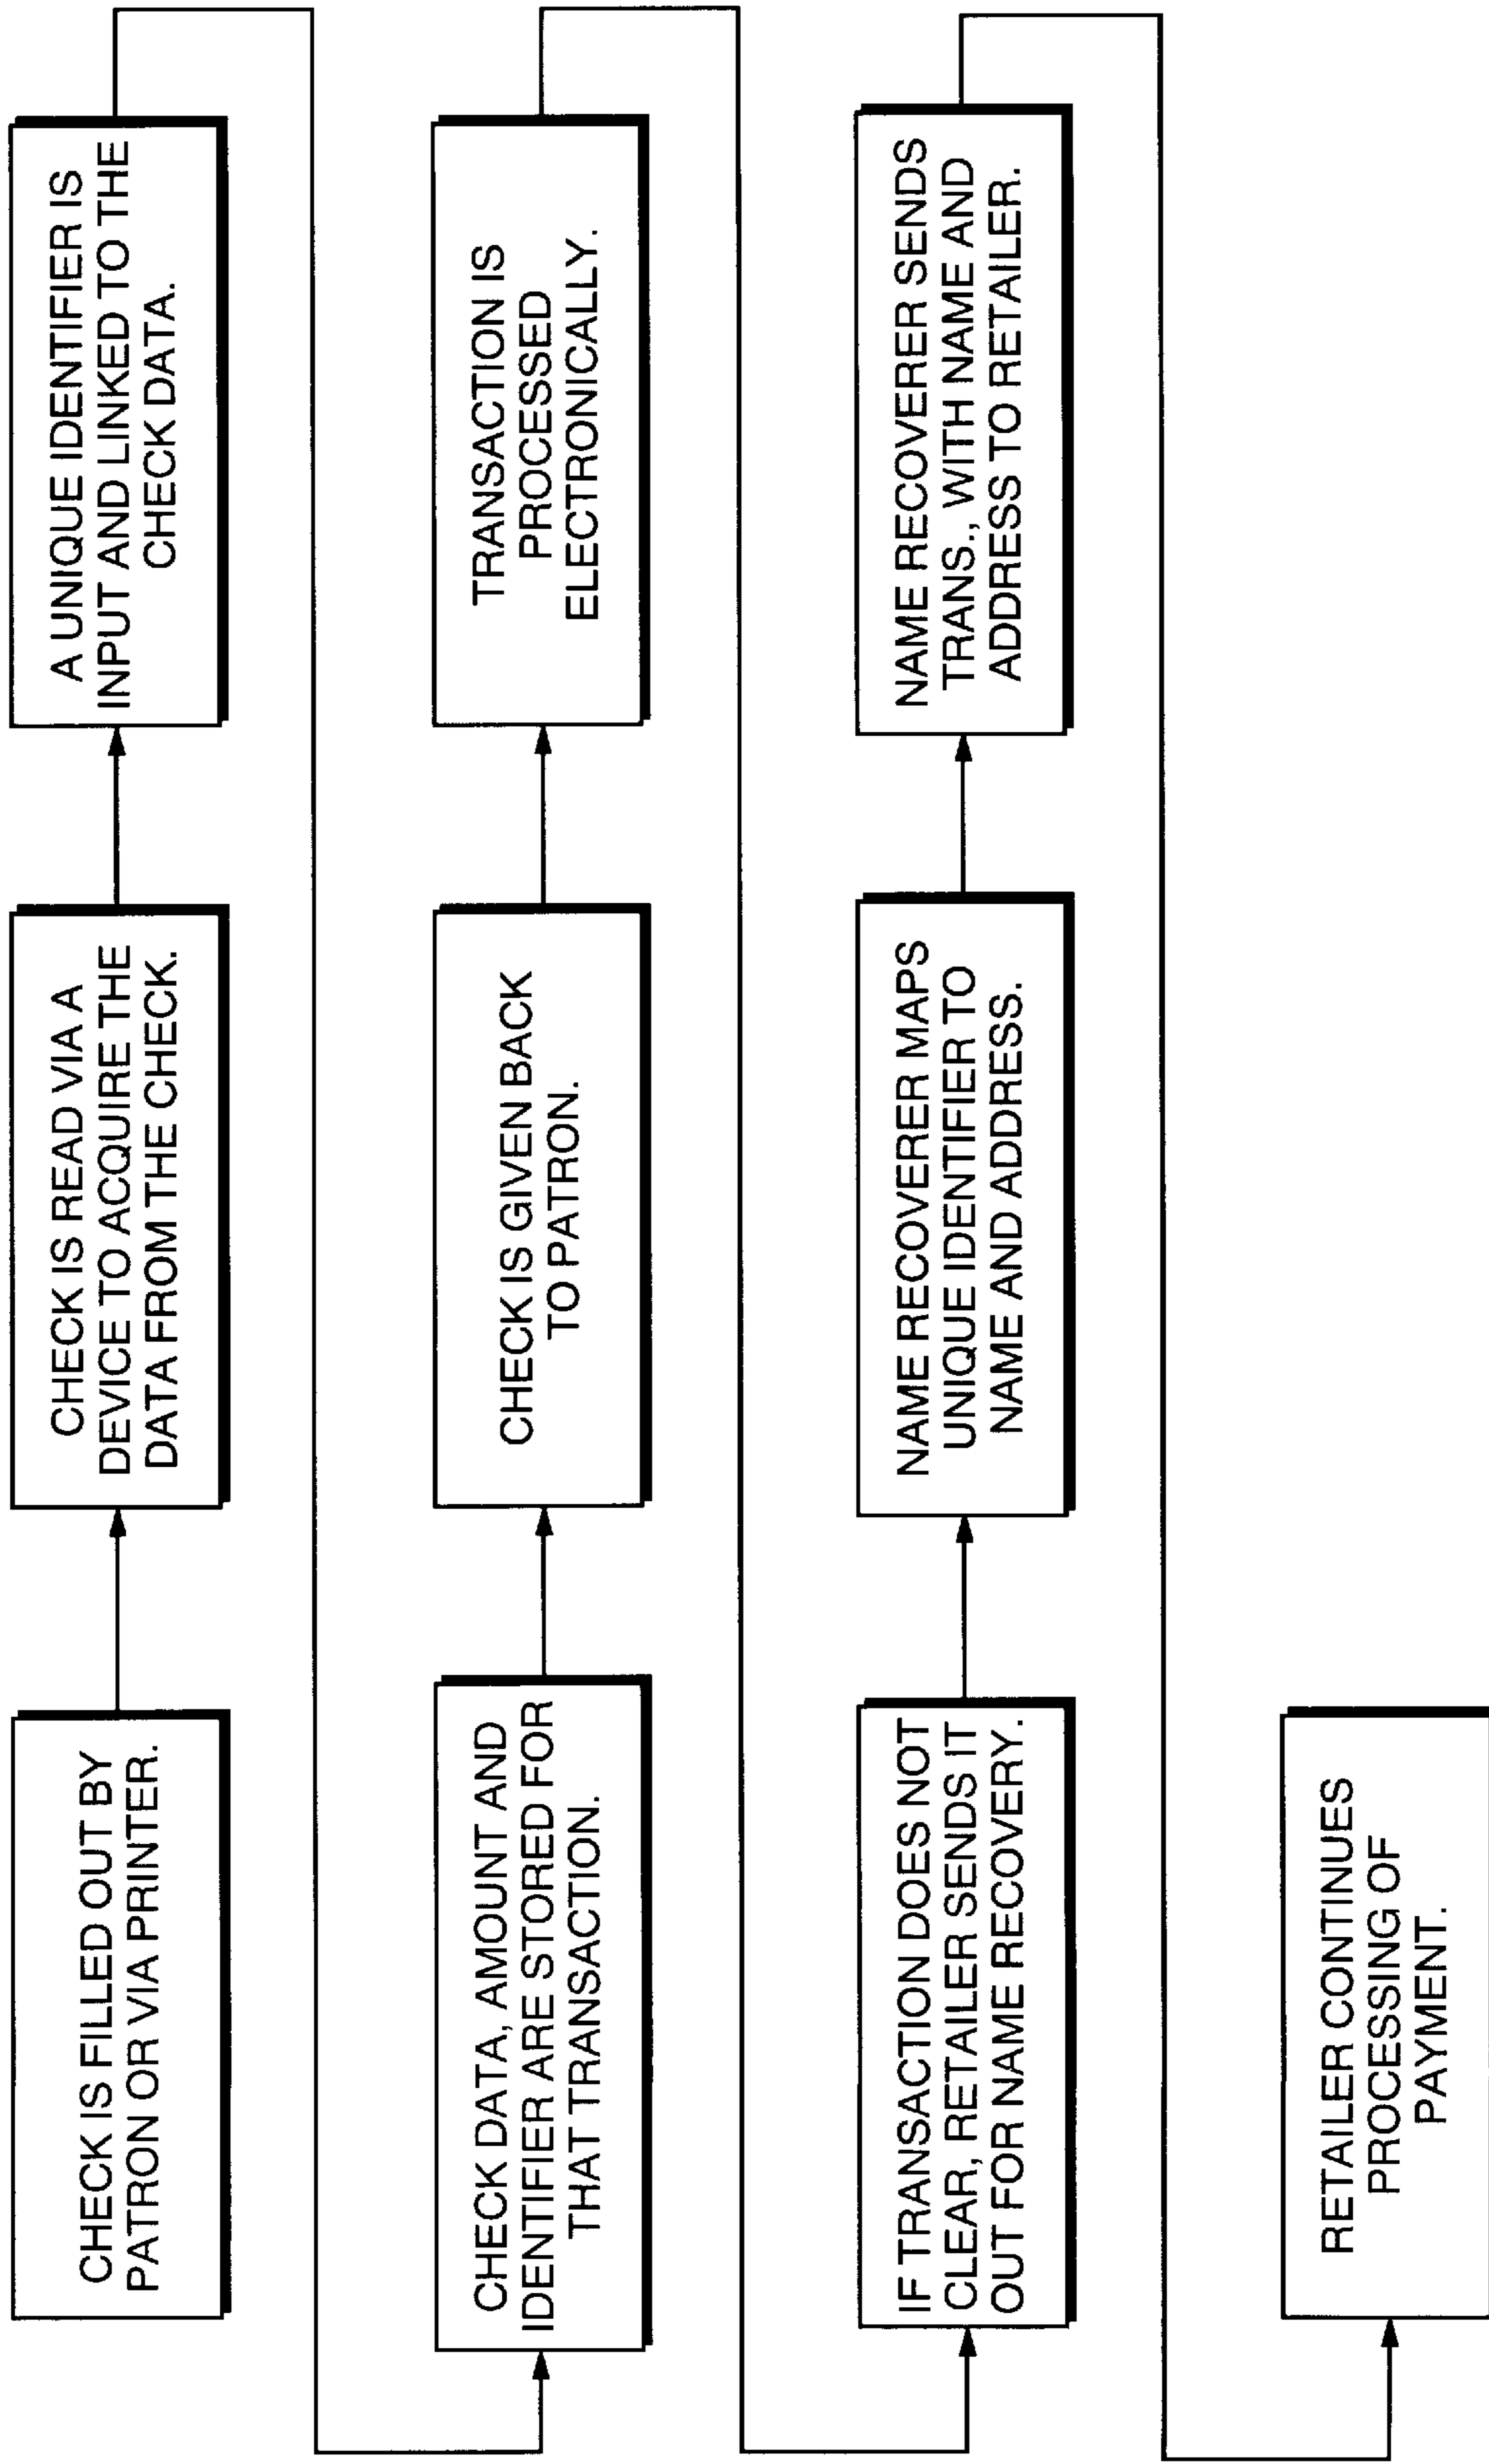 CHECK IS FILLED OUT BY
PATRON OR VIA PRINTER.
CHECK IS READ VIA A
DEVICE TO ACQUIRE THE
DATA FROM THE CHECK.
A UNIQUE IDENTIFIER IS
INPUT AND LINKED TO THE
CHECK DATA.
CHECK DATA, AMOUNT AND
IDENTIFIER ARE STORED FOR
THAT TRANSACTION.
CHECK IS GIVEN BACK
TO PATRON.
TRANSACTION IS
PROCESSED
ELECTRONICALLY.
IF TRANSACTION DOES NOT
CLEAR, RETAILER SENDS IT
OUT FOR NAME RECOVERY.
NAME RECOVERER MAPS
UNIQUE IDENTIFIER TO
NAME AND ADDRESS.
NAME RECOVERER SENDS
TRANS., WITH NAME AND
ADDRESS TO RETAILER.
RETAILER CONTINUES
PROCESSING OF
PAYMENT.